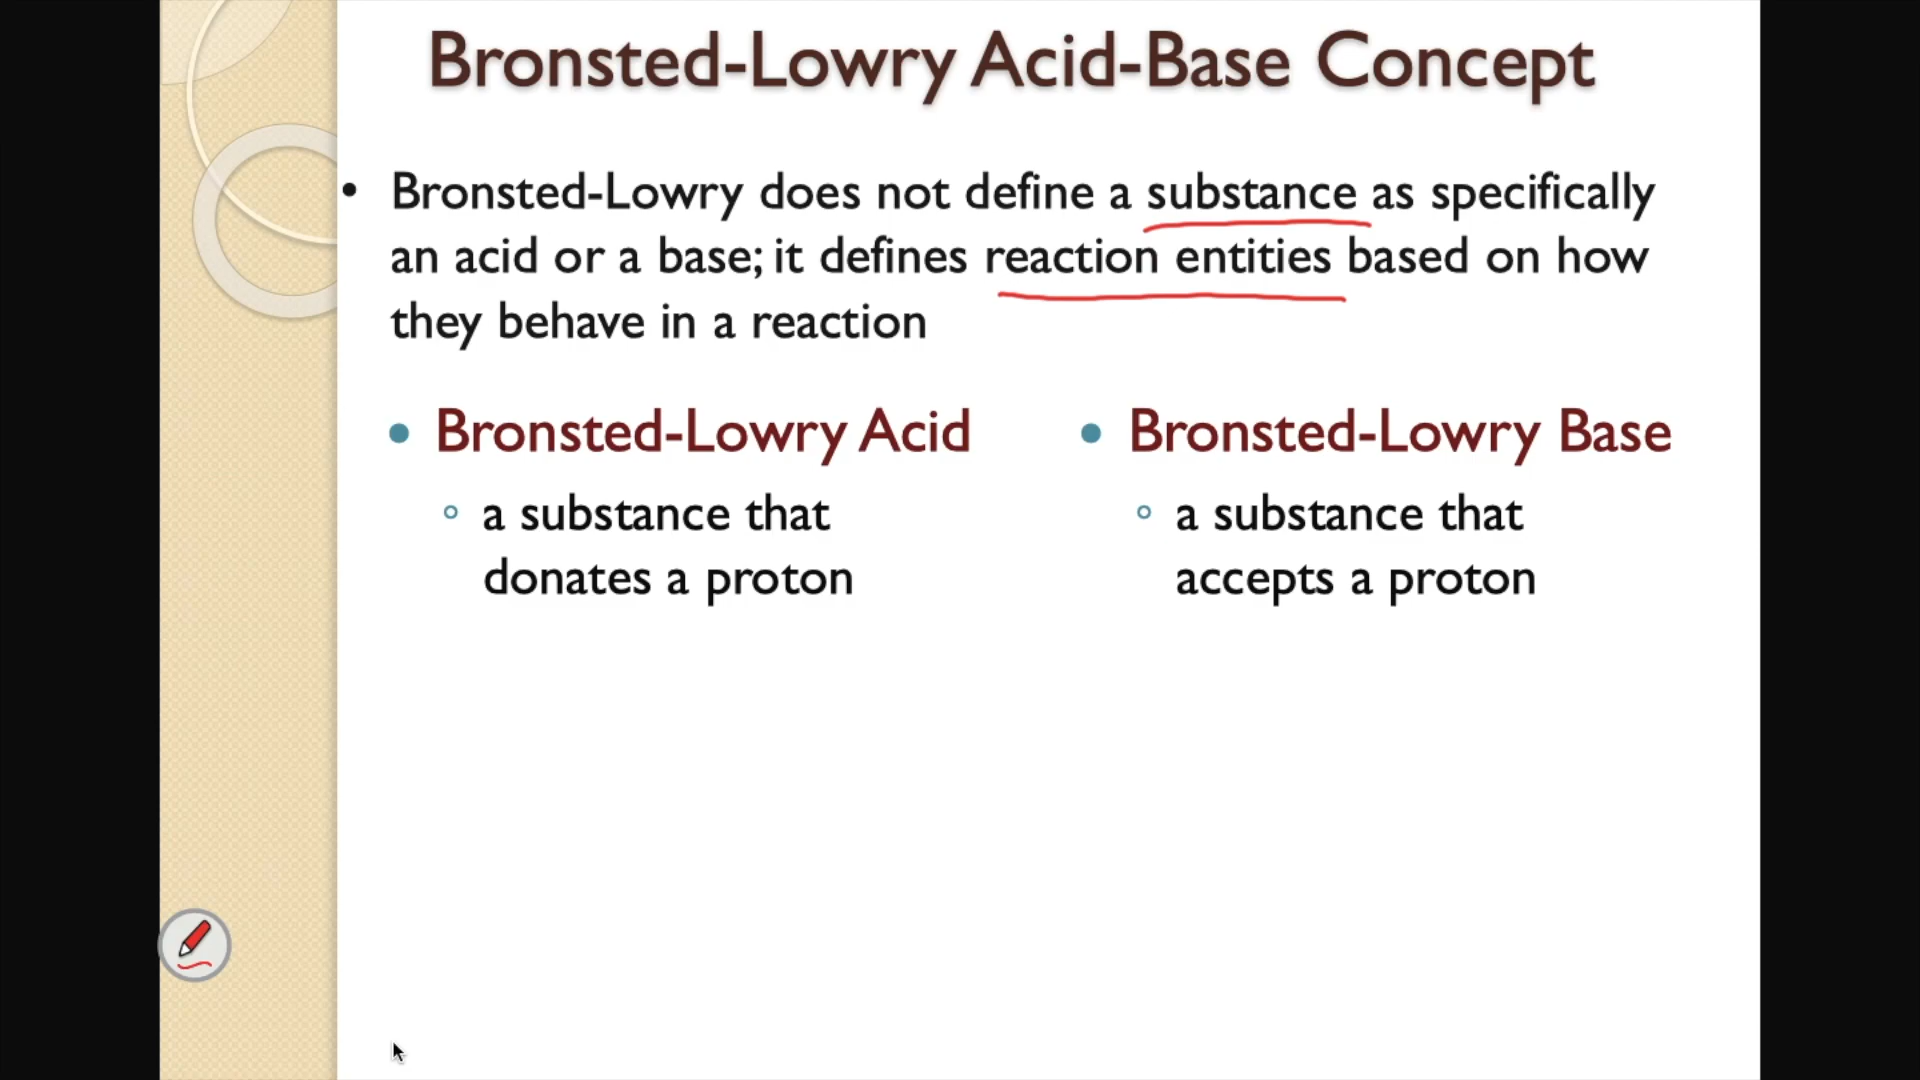 Bronsted-Lowry Acid-Base Concept
• Bronsted-Lowry does not define a substance as specifically
an acid or a base; it defines reaction entities based on how
they behave in a reaction
• Bronsted-Lowry Acid
◦ a substance that
donates a proton
• Bronsted-Lowry Base
◦ a substance that
accepts a proton